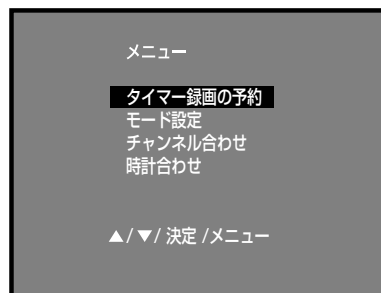 メニュー
タイマー録画の予約
モード設定
チャンネル合わせ
時計合わせ
▲/▼/ 決定 /メニュー